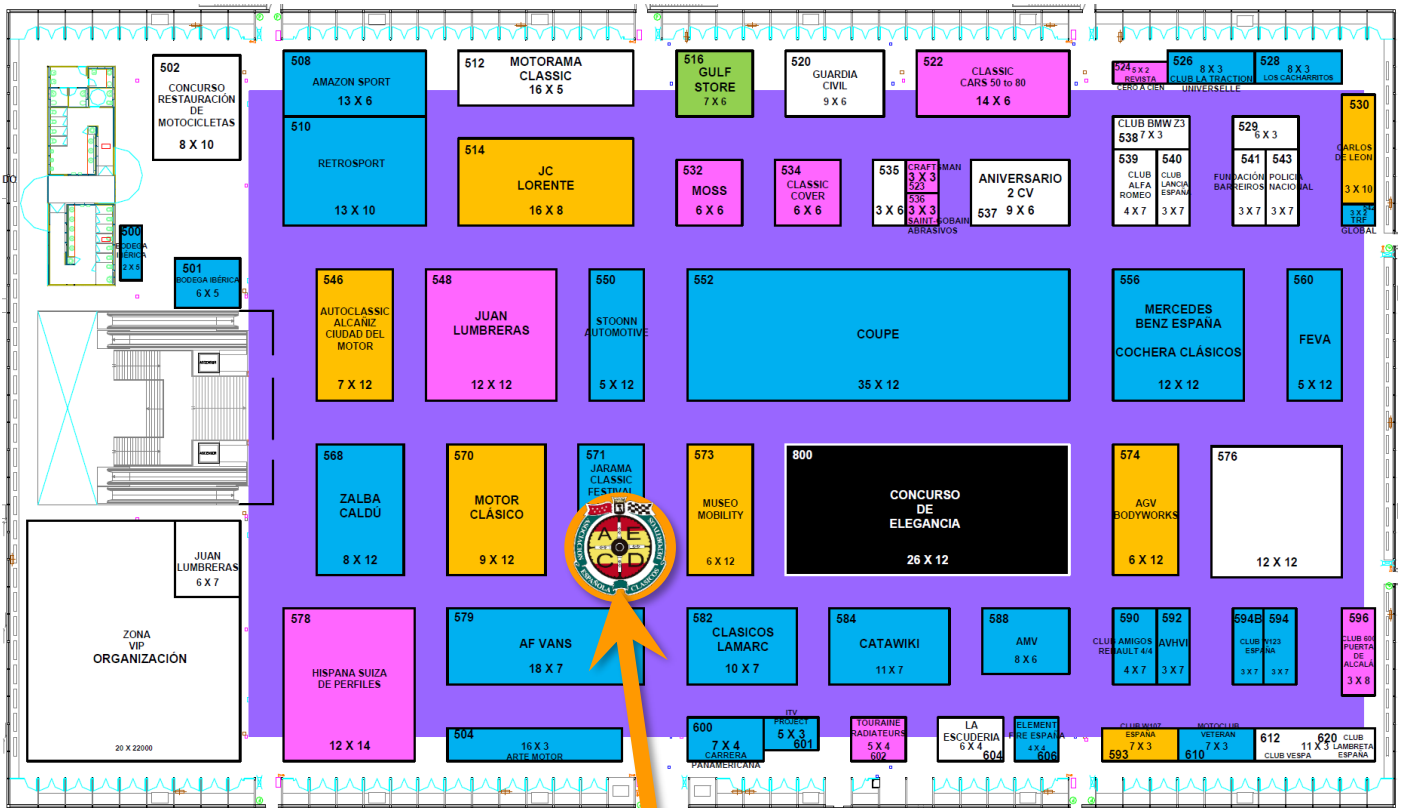 502
CONCURSO
RESTAURACIÓN
DE
MOTOCICLETAS
8 X 10
508
AMAZON SPORT
13 X 6
510
RETROSPORT
13 X 10
512
MOTORAMA
CLASSIC
16 X 5
514
JC
LORENTE
16 X 8
516
GULF
STORE
7 X 6
520
GUARDIA
CIVIL
9 X 6
522
CLASSIC
CARS 50 to 80
14 X 6
524
5 X 2
REVISTA
CERO A CIEN
526
8 X 3
CLUB LA TRACTION
UNIVERSELLE
528
8 X 3
LOS CACHARRITOS
530
CARLOS
DE LEON
3 X 10
3 X 2
TRF
GLOBAL
532
MOSS
6 X 6
534
CLASSIC
COVER
6 X 6
535
3 X 6
CRAFTSMAN
3 X 3
523
536
3 X 3
SAINT-GOBAIN
ABRASIVOS
ANIVERSARIO
2 CV
537
9 X 6
CLUB BMW Z3
538
7 X 3
539
CLUB
ALFA
ROMEO
4 X 7
540
CLUB
LANCIA
ESPAÑA
3 X 7
529
6 X 3
541
FUNDACIÓN
BARREIROS
3 X 7
543
POLICIA
NACIONAL
3 X 7
DO
500
BODEGA
IBÉRICA
2 X 5
501
BODEGA IBÉRICA
6 X 5
546
AUTOCLASSIC
ALCAÑIZ
CIUDAD DEL
MOTOR
7 X 12
548
JUAN
LUMBRERAS
12 X 12
550
STOONN
AUTOMOTIVE
5 X 12
552
COUPE
35 X 12
556
MERCEDES
BENZ ESPAÑA
COCHERA CLÁSICOS
12 X 12
560
FEVA
5 X 12
568
ZALBA
CALDÚ
8 X 12
570
MOTOR
CLÁSICO
9 X 12
571
JARAMA
CLASSIC
FESTIVAL
AECD
ASOCIACIÓN
ESPAÑOLA
CLASICOS
DEPORTIVOS
573
MUSEO
MOBILITY
6 X 12
800
CONCURSO
DE
ELEGANCIA
26 X 12
574
AGV
BODYWORKS
6 X 12
576
12 X 12
JUAN
LUMBRERAS
6 X 7
ZONA
VIP
ORGANIZACIÓN
20 X 22000
578
HISPANA SUIZA
DE PERFILES
12 X 14
579
AF VANS
18 X 7
582
CLASICOS
LAMARC
10 X 7
584
CATAWIKI
11 X 7
588
AMV
8 X 6
590
CLUB AMIGOS
RENAULT 4/4
4 X 7
592
AVHVI
3 X 7
594B
594
CLUB W123
ESPAÑA
3 X 7
3 X 7
596
CLUB 600
PUERTA
DE
ALCALÁ
3 X 8
504
16 X 3
ARTE MOTOR
600
7 X 4
CARRERA
PANAMERICANA
ITV
PROJECT
5 X 3
601
TOURAINE
RADIATEURS
5 X 4
602
LA
ESCUDERIA
6 X 4
604
ELEMENT
FIRE ESPAÑA
4 X 4
606
CLUB W107
ESPAÑA
7 X 3
593
MOTOCLUB
VETERAN
7 X 3
610
612
620
11 X 3
CLUB VESPA
CLUB
LAMBRETA
ESPAÑA